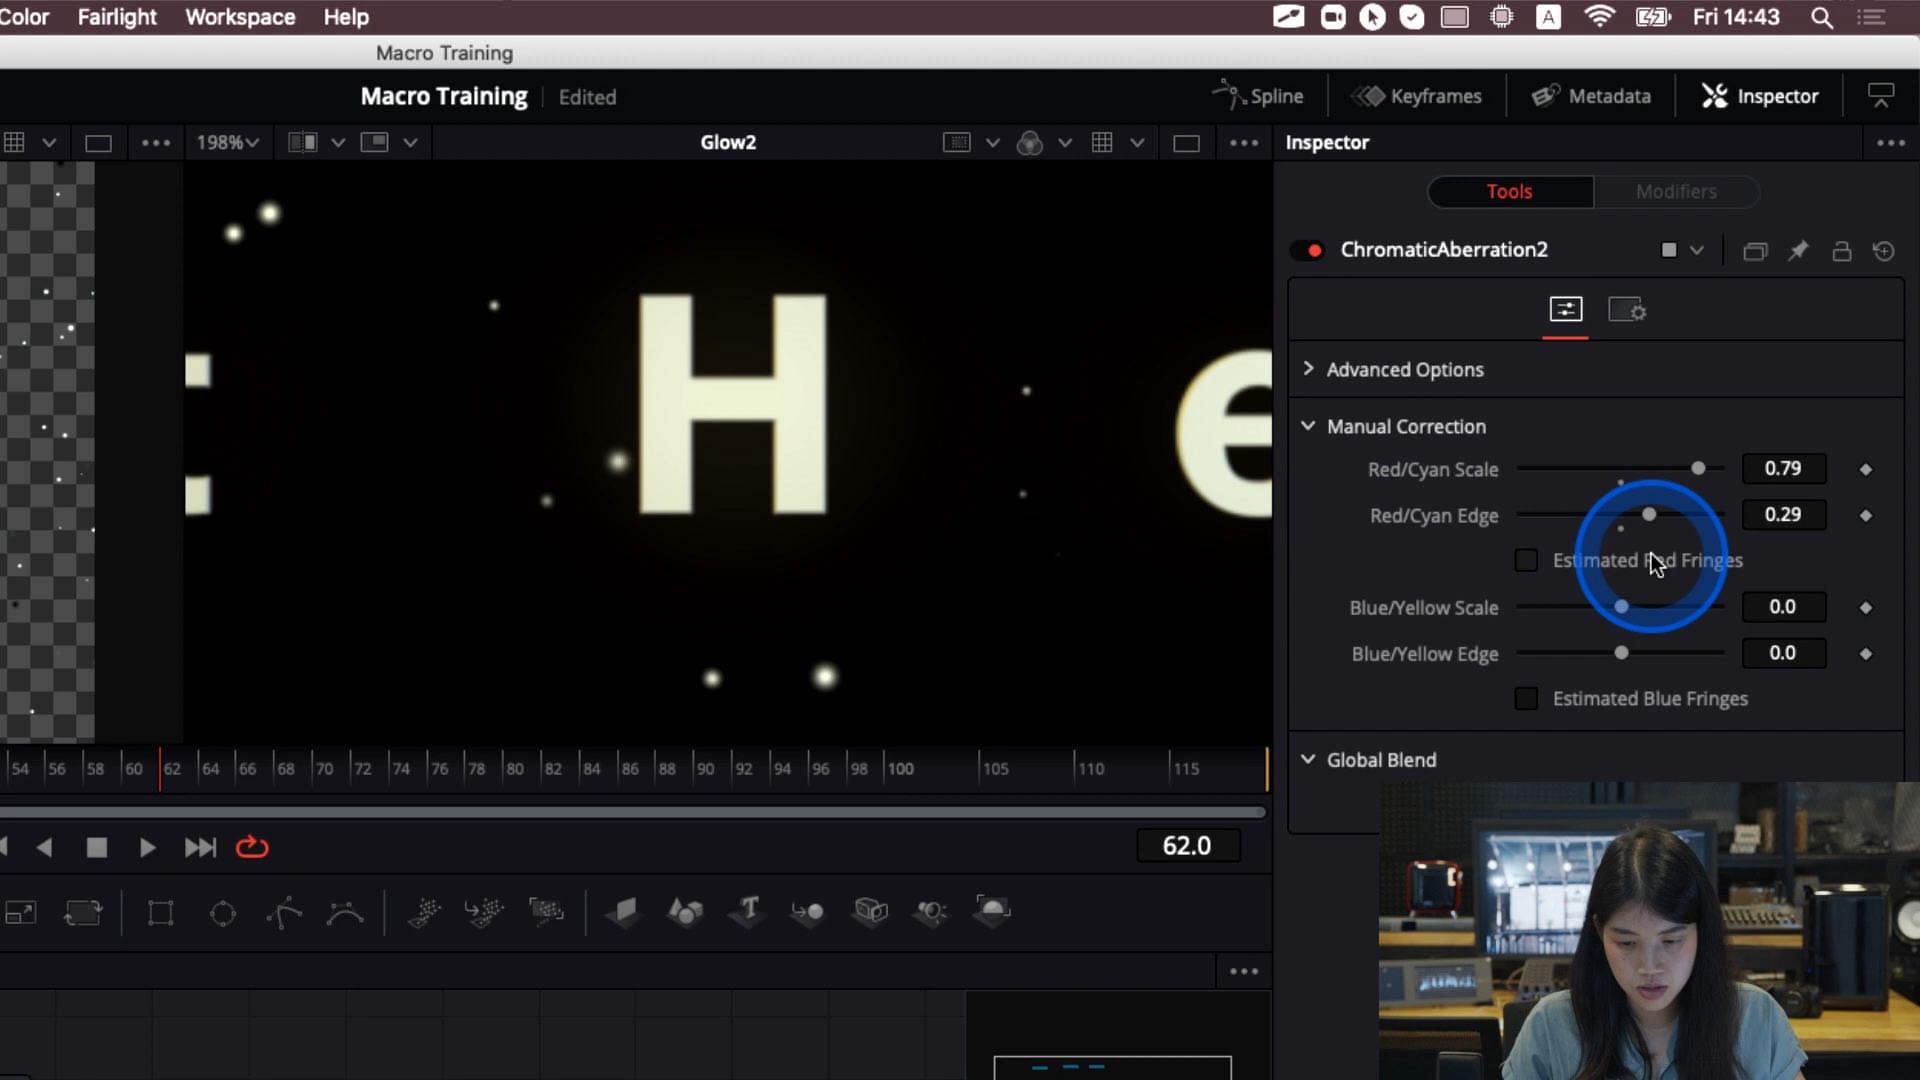 Color Fairlight Workspace Help A Fri 14:43
Macro Training
Macro Training Edited Spline Keyframes Metadata Inspector
198% Glow2 Inspector
Tools Modifiers
ChromaticAberration2
Advanced Options
H e
Manual Correction
Red/Cyan Scale 0.79
Red/Cyan Edge 0.29
Estimated Red Fringes
Blue/Yellow Scale 0.0
Blue/Yellow Edge 0.0
Estimated Blue Fringes
Global Blend
54 56 58 60 62 64 66 68 70 72 74 76 78 80 82 84 86 88 90 92 94 96 98 100 105 110 115
62.0
T